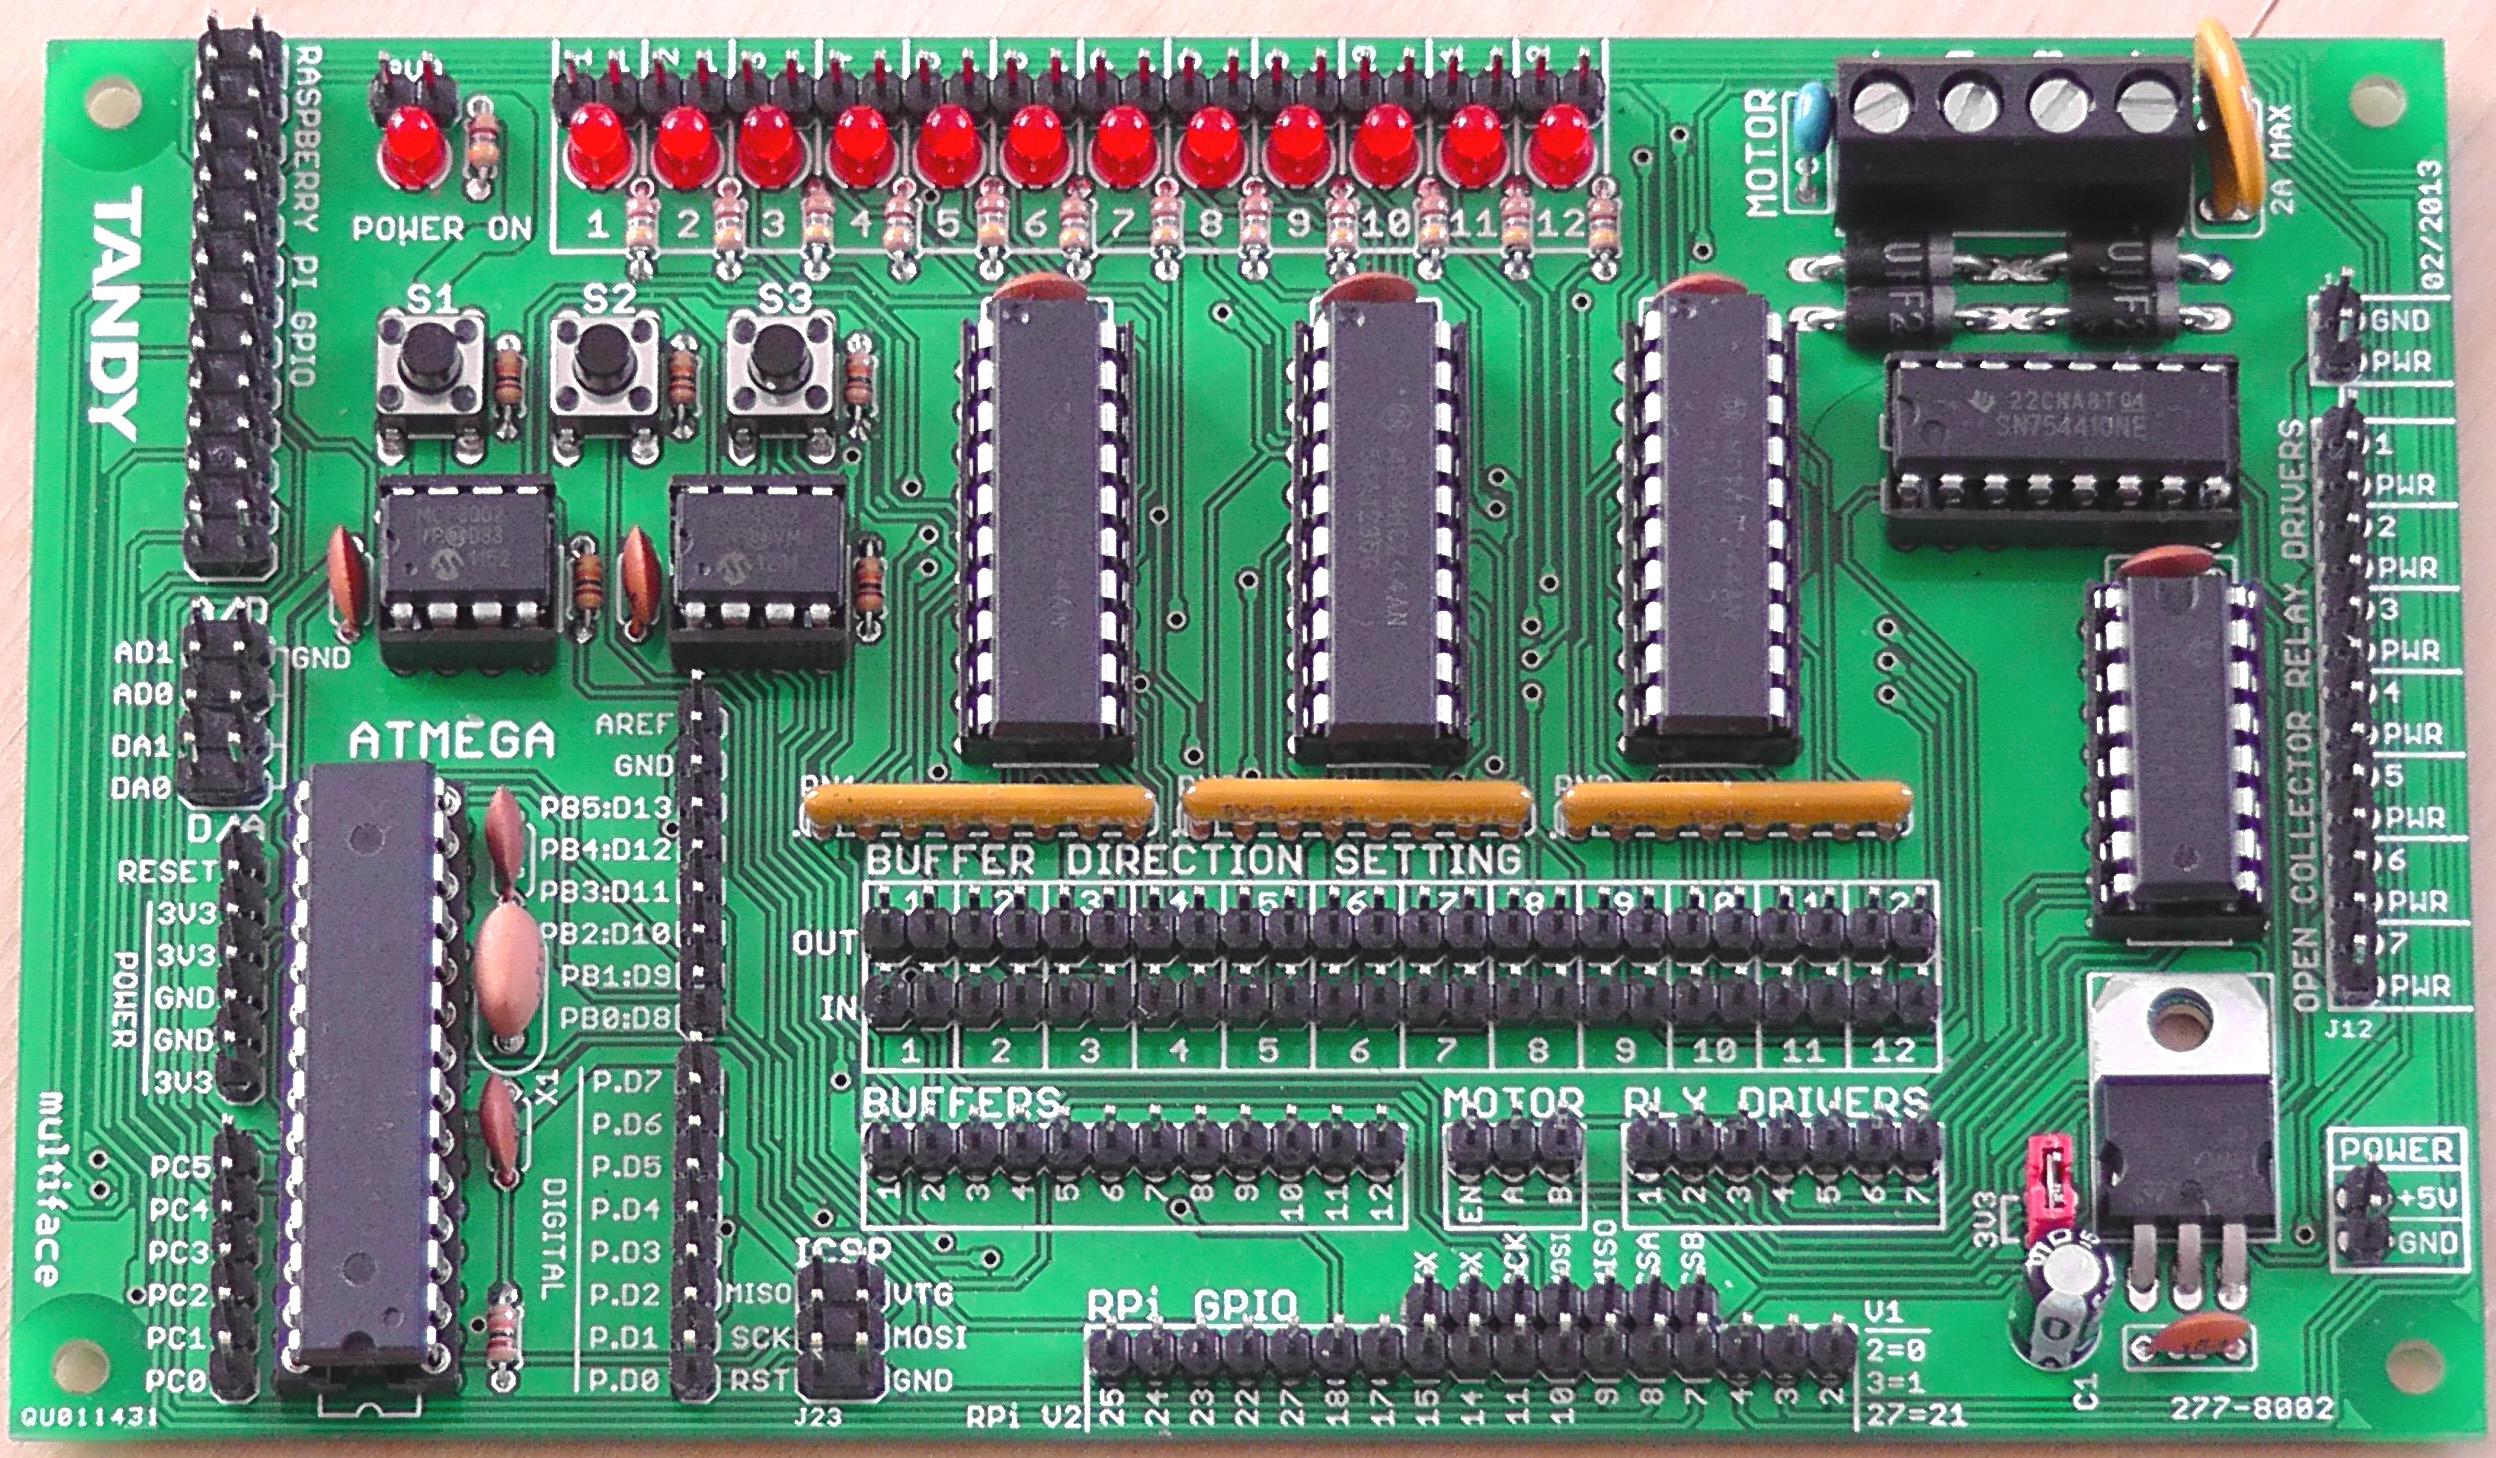 RASPBERRY PI GPIO
TANDY
POWER ON
1 2 3 4 5 6 7 8 9 10 11 12
MOTOR
2A MAX
02/2013
S1 S2 S3
GND
PWR
22CNA8T04
SN754410NE
OPEN COLLECTOR RELAY DRIVERS
1
PWR
2
PWR
3
PWR
4
PWR
5
PWR
6
PWR
7
PWR
J12
AD1
GND
AD0
DA1
DA0
D/A
ATMEGA
RESET
3V3
3V3
GND
GND
3V3
POWER
multiface
PC5
PC4
PC3
PC2
PC1
PC0
QU011431
AREF
GND
PB5:D13
PB4:D12
PB3:D11
PB2:D10
PB1:D9
PB0:D8
P.D7
P.D6
P.D5
P.D4
P.D3
P.D2
P.D1
P.D0
DIGITAL
BUFFER DIRECTION SETTING
OUT
IN
1 2 3 4 5 6 7 8 9 10 11 12
BUFFERS
1 2 3 4 5 6 7 8 9 10 11 12
MOTOR
EN A B
RLY DRIVERS
1 2 3 4 5 6 7
ICSP
MISO VTG
SCK MOSI
RST GND
J23
RPi GPIO
MISO
RPi V2 25 24 23 22 27 18 17 15 14 11 10 9 8 7 4 3 2
V1
2=0
3=1
27=21
3V3
C1
POWER
+5V
GND
277-8002